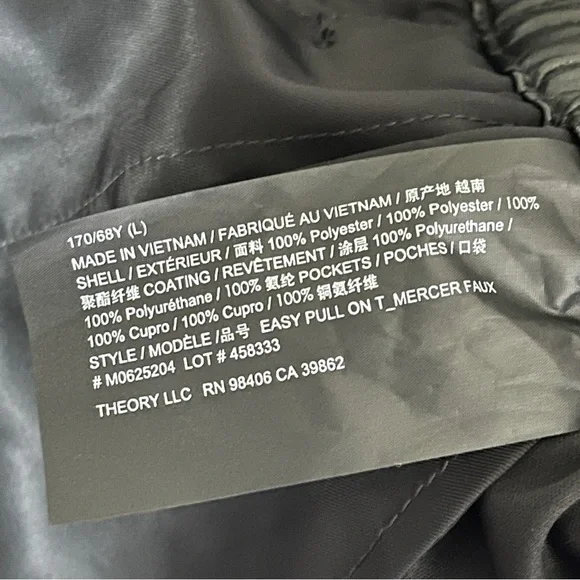 170/68Y (L)
MADE IN VIETNAM / FABRIQUÉ AU VIETNAM / 原产地 越南
SHELL / EXTÉRIEUR / 面料 100% Polyester / 100% Polyester / 100%
聚酯纤维 COATING / REVÊTEMENT / 涂层 100% Polyurethane /
100% Polyuréthane / 100% 氨纶 POCKETS / POCHES / 口袋
100% Cupro / 100% Cupro / 100% 铜氨纤维
STYLE / MODÈLE /品号 EASY PULL ON T_MERCER FAUX
# M0625204 LOT # 458333
THEORY LLC RN 98406 CA 39862